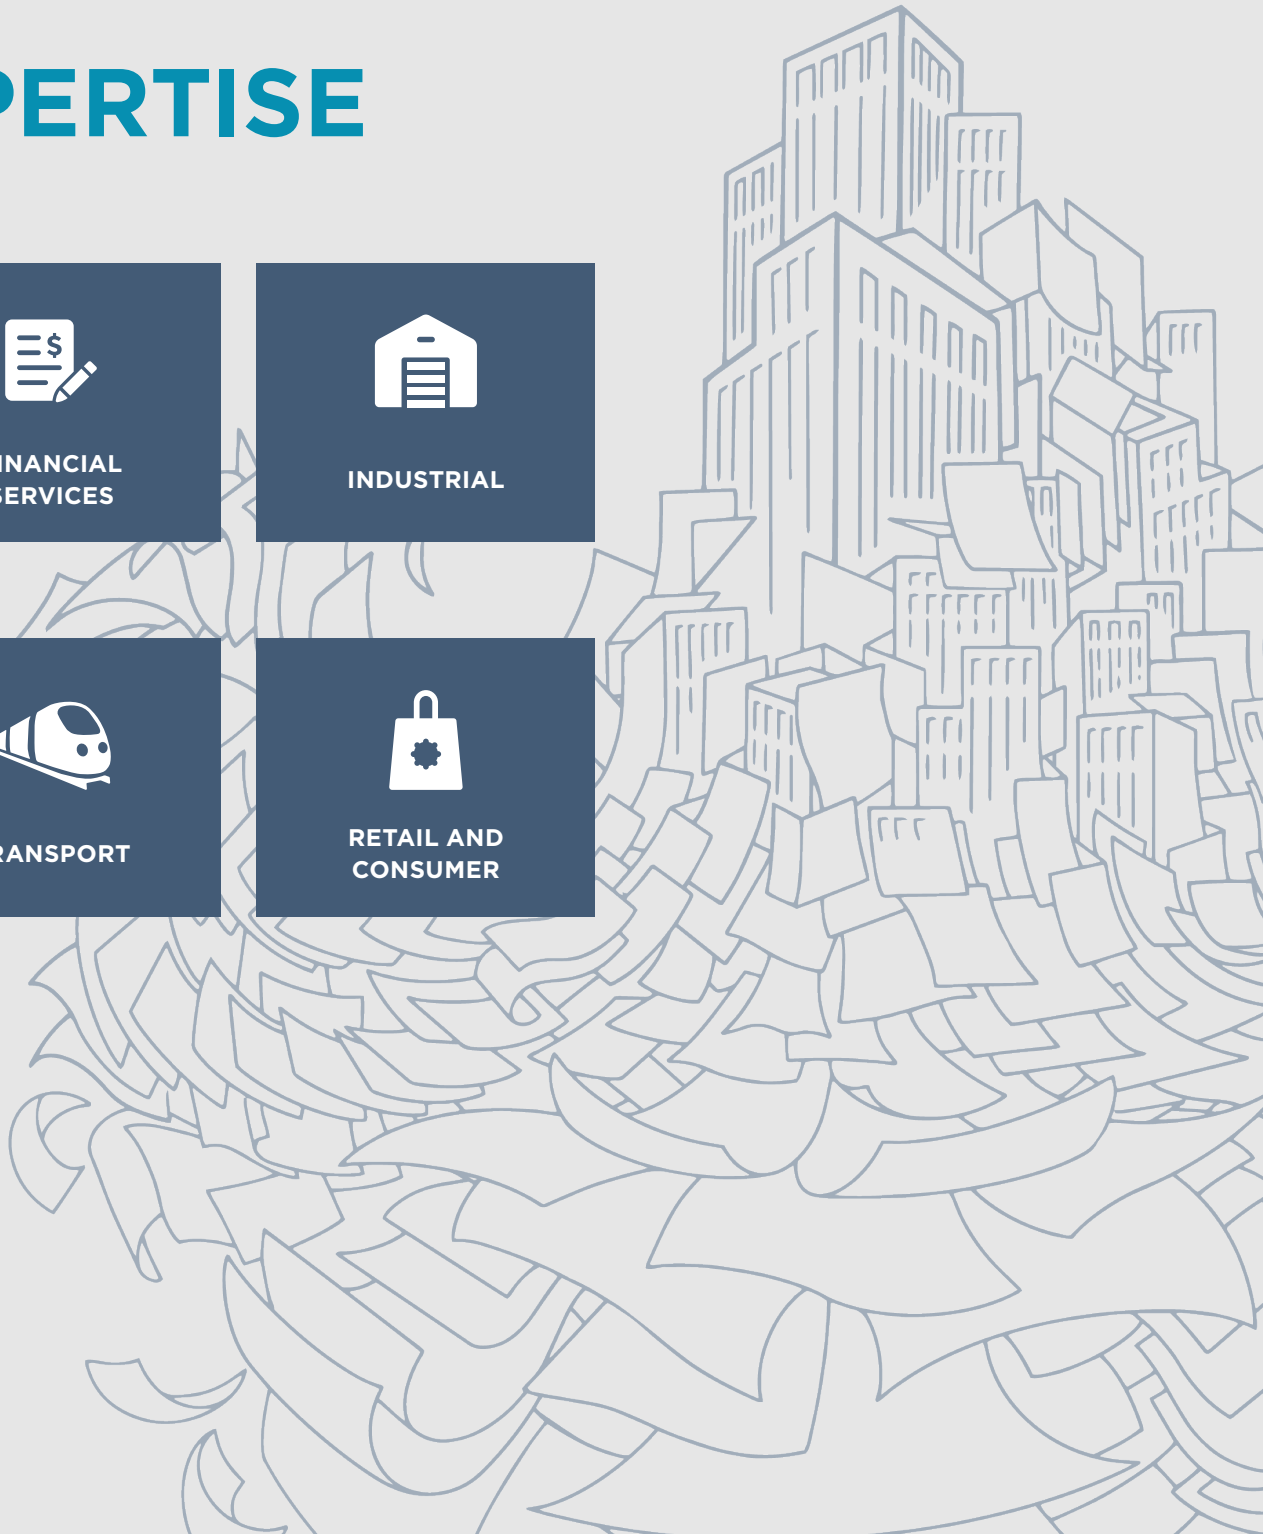 PERTISE
INANCIAL
SERVICES
INDUSTRIAL
RANSPORT
RETAIL AND
CONSUMER